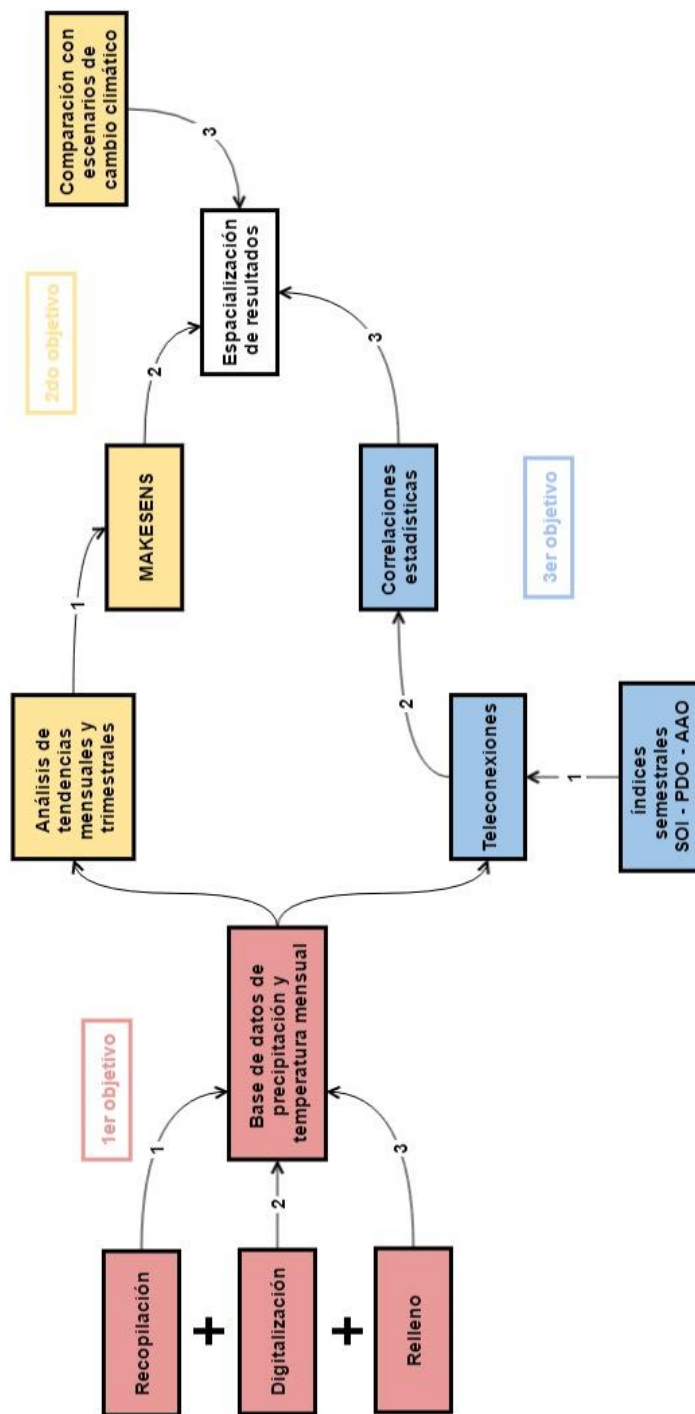 1er objetivo
Recopilación
+
Digitalización
+
Relleno
1
2
3
Base de datos de
precipitación y
temperatura mensual
2do objetivo
Análisis de
tendencias
mensuales y
trimestrales
1
MAKESENS
2
Comparación con
escenarios de
cambio climático
3
Espacialización
de resultados
3
Teleconexiones
2
Correlaciones
estadísticas
1
índices
semestrales
SOI - PDO - AAO
3er objetivo